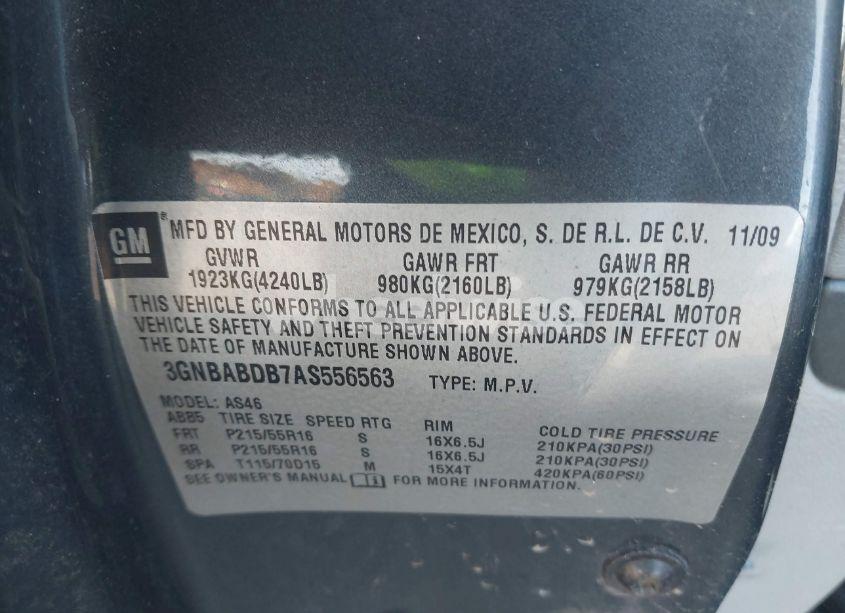 GM ® MFD BY GENERAL MOTORS DE MEXICO, S. DE R.L. DE C.V. 11/09
GVWR GAWR FRT GAWR RR
1923KG(4240LB) 980KG(2160LB) 979KG(2158LB)
THIS VEHICLE CONFORMS TO ALL APPLICABLE U.S. FEDERAL MOTOR
VEHICLE SAFETY AND THEFT PREVENTION STANDARDS IN EFFECT ON
THE DATE OF MANUFACTURE SHOWN ABOVE.
3GNBABDB7AS556563 TYPE: M.P.V.
MODEL: AS46
ABB5 TIRE SIZE SPEED RTG RIM COLD TIRE PRESSURE
FRT P215/55R16 S 16X6.5J 210KPA(30PSI)
RR P215/55R16 S 16X6.5J 210KPA(30PSI)
SPA T115/70D15 M 15X4T 420KPA(60PSI)
SEE OWNER'S MANUAL FOR MORE INFORMATION.